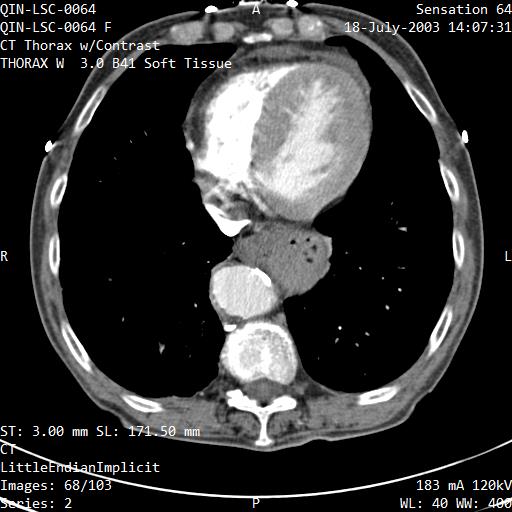 QIN-LSC-0064
A
Sensation 64
QIN-LSC-0064 F
18-July-2003 14:07:31
CT Thorax w/Contrast
THORAX W 3.0 B41 Soft Tissue
R
L
ST: 3.00 mm SL: 171.50 mm
CT
LittleEndianImplicit
Images: 68/103
183 mA 120kV
Series: 2
P
WL: 40 WW: 400